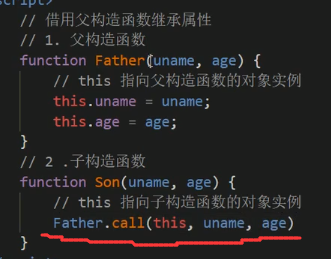 script>
// 借用父构造函数继承属性
// 1. 父构造函数
function Father(uname, age) {
// this 指向父构造函数的对象实例
this.uname = uname;
this.age = age;
}
// 2 .子构造函数
function Son(uname, age) {
// this 指向子构造函数的对象实例
Father.call(this, uname, age)
}